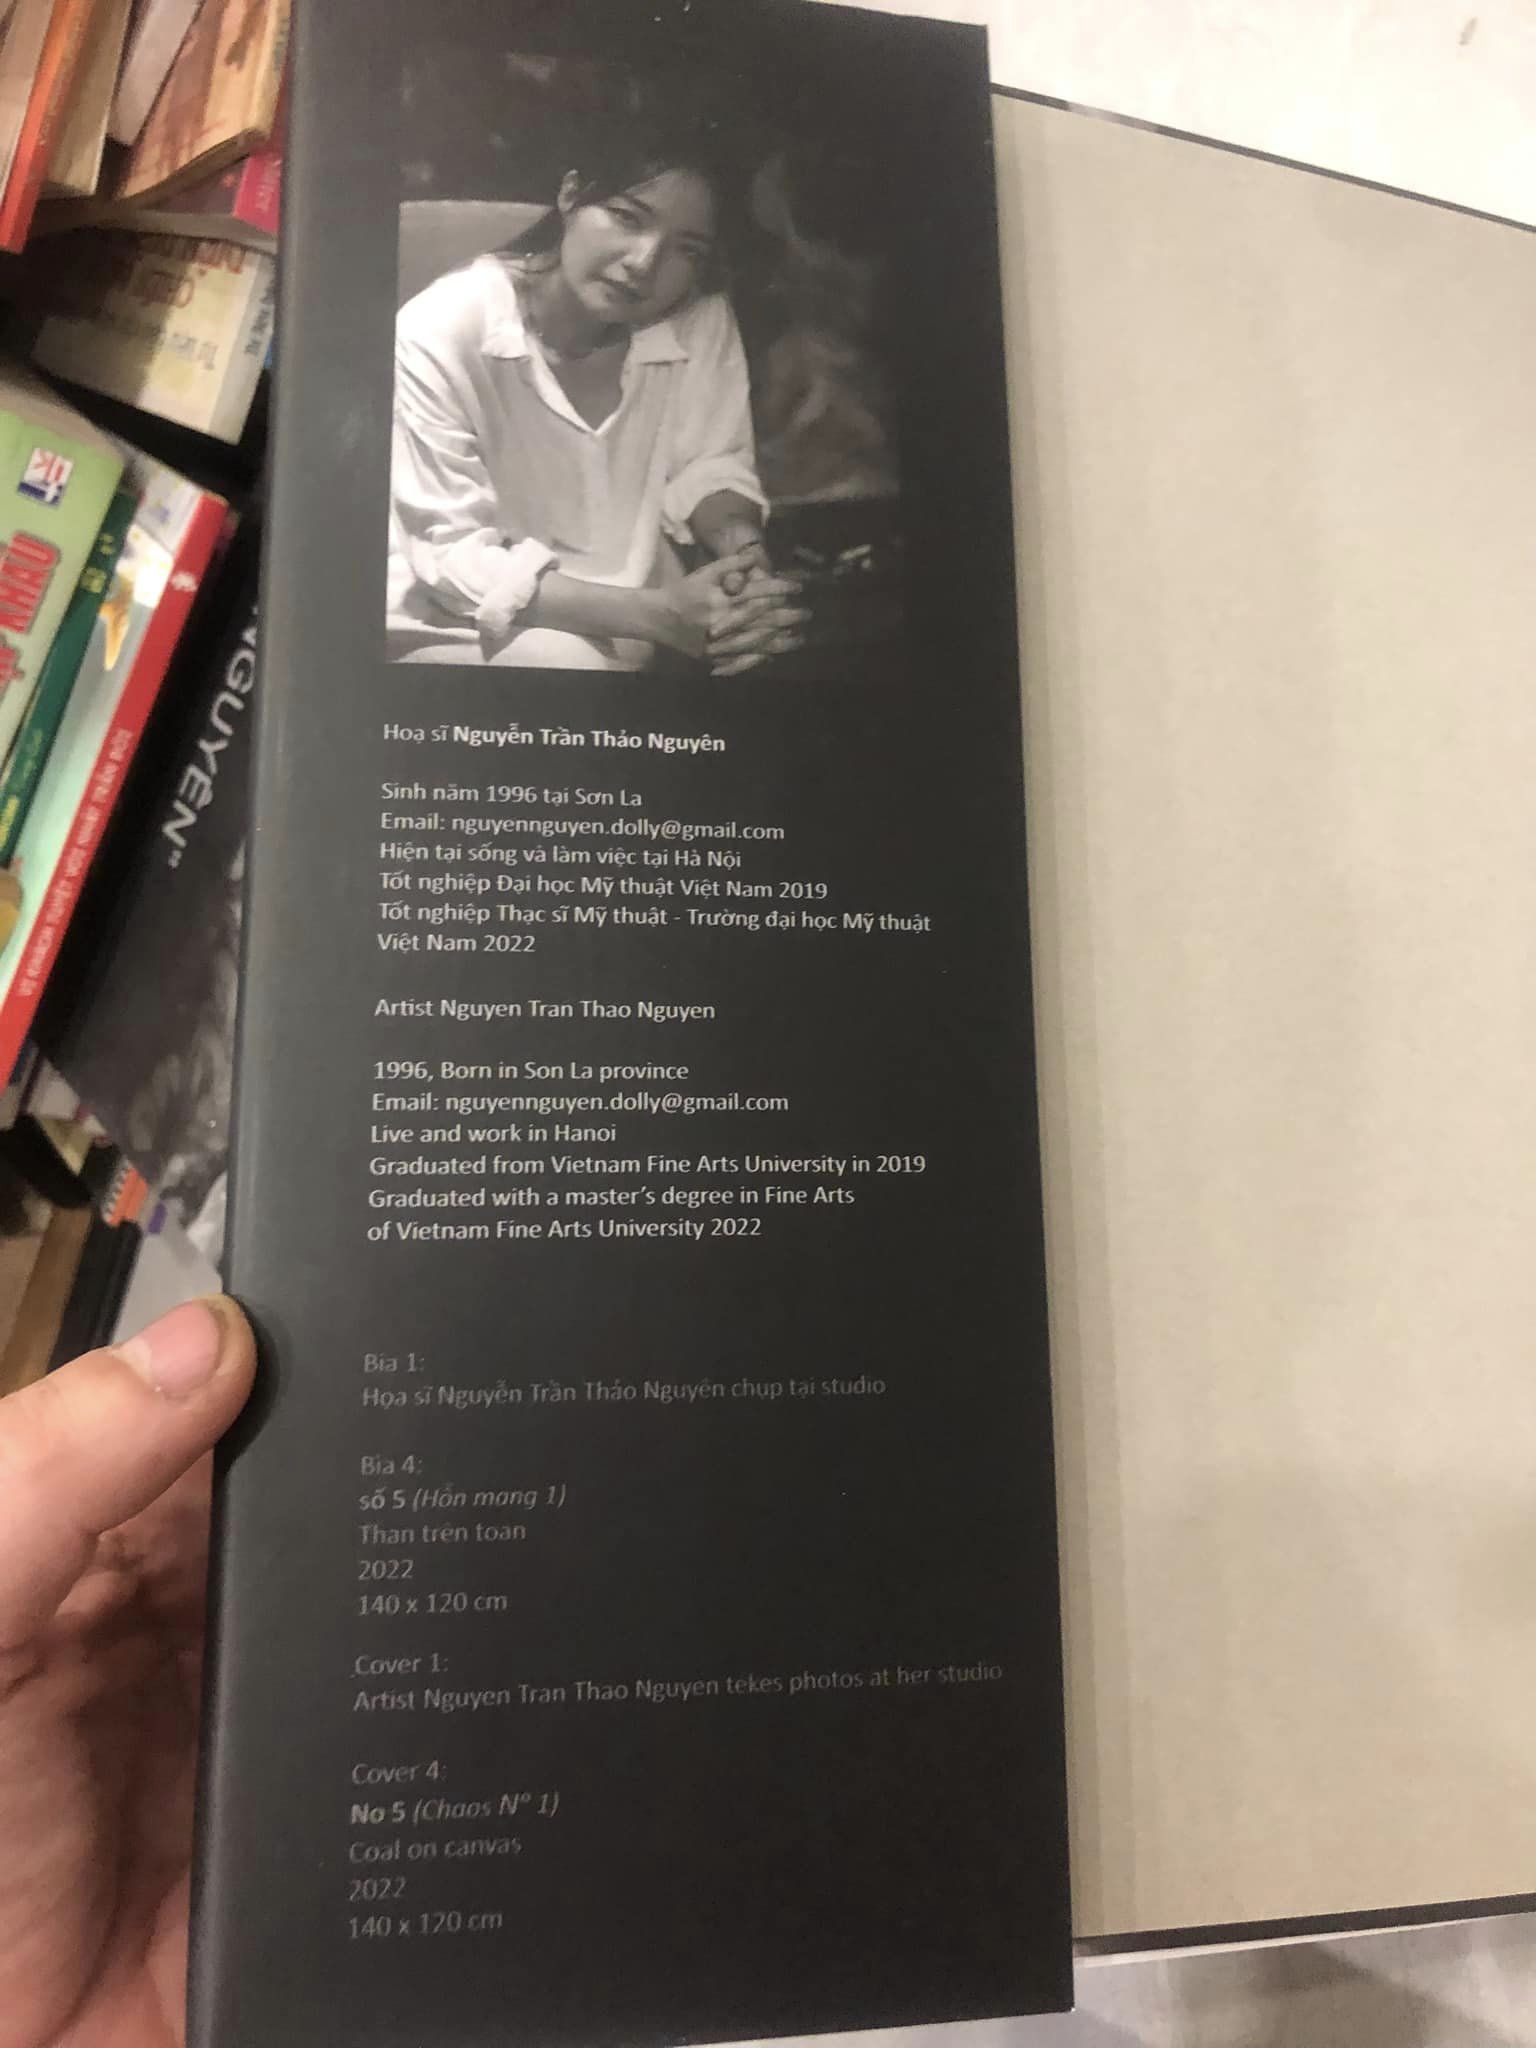 Hoạ sĩ Nguyễn Trần Thảo Nguyên
Sinh năm 1996 tại Sơn La
Email: nguyennguyen.dolly@gmail.com
Hiện tại sống và làm việc tại Hà Nội
Tốt nghiệp Đại học Mỹ thuật Việt Nam 2019
Tốt nghiệp Thạc sĩ Mỹ thuật - Trường đại học Mỹ thuật
Việt Nam 2022
Artist Nguyen Tran Thao Nguyen
1996, Born in Son La province
Email: nguyennguyen.dolly@gmail.com
Live and work in Hanoi
Graduated from Vietnam Fine Arts University in 2019
Graduated with a master's degree in Fine Arts
of Vietnam Fine Arts University 2022
Bìa 1:
Họa sĩ Nguyễn Trần Thảo Nguyên chụp tại studio
Bìa 4:
số 5 (Hỗn mang 1)
Than trên toan
2022
140 x 120 cm
Cover 1:
Artist Nguyen Tran Thao Nguyen tekes photos at her studio
Cover 4:
No 5 (Chaos Nº 1)
Coal on canvas
2022
140 x 120 cm
NGUYÊN"